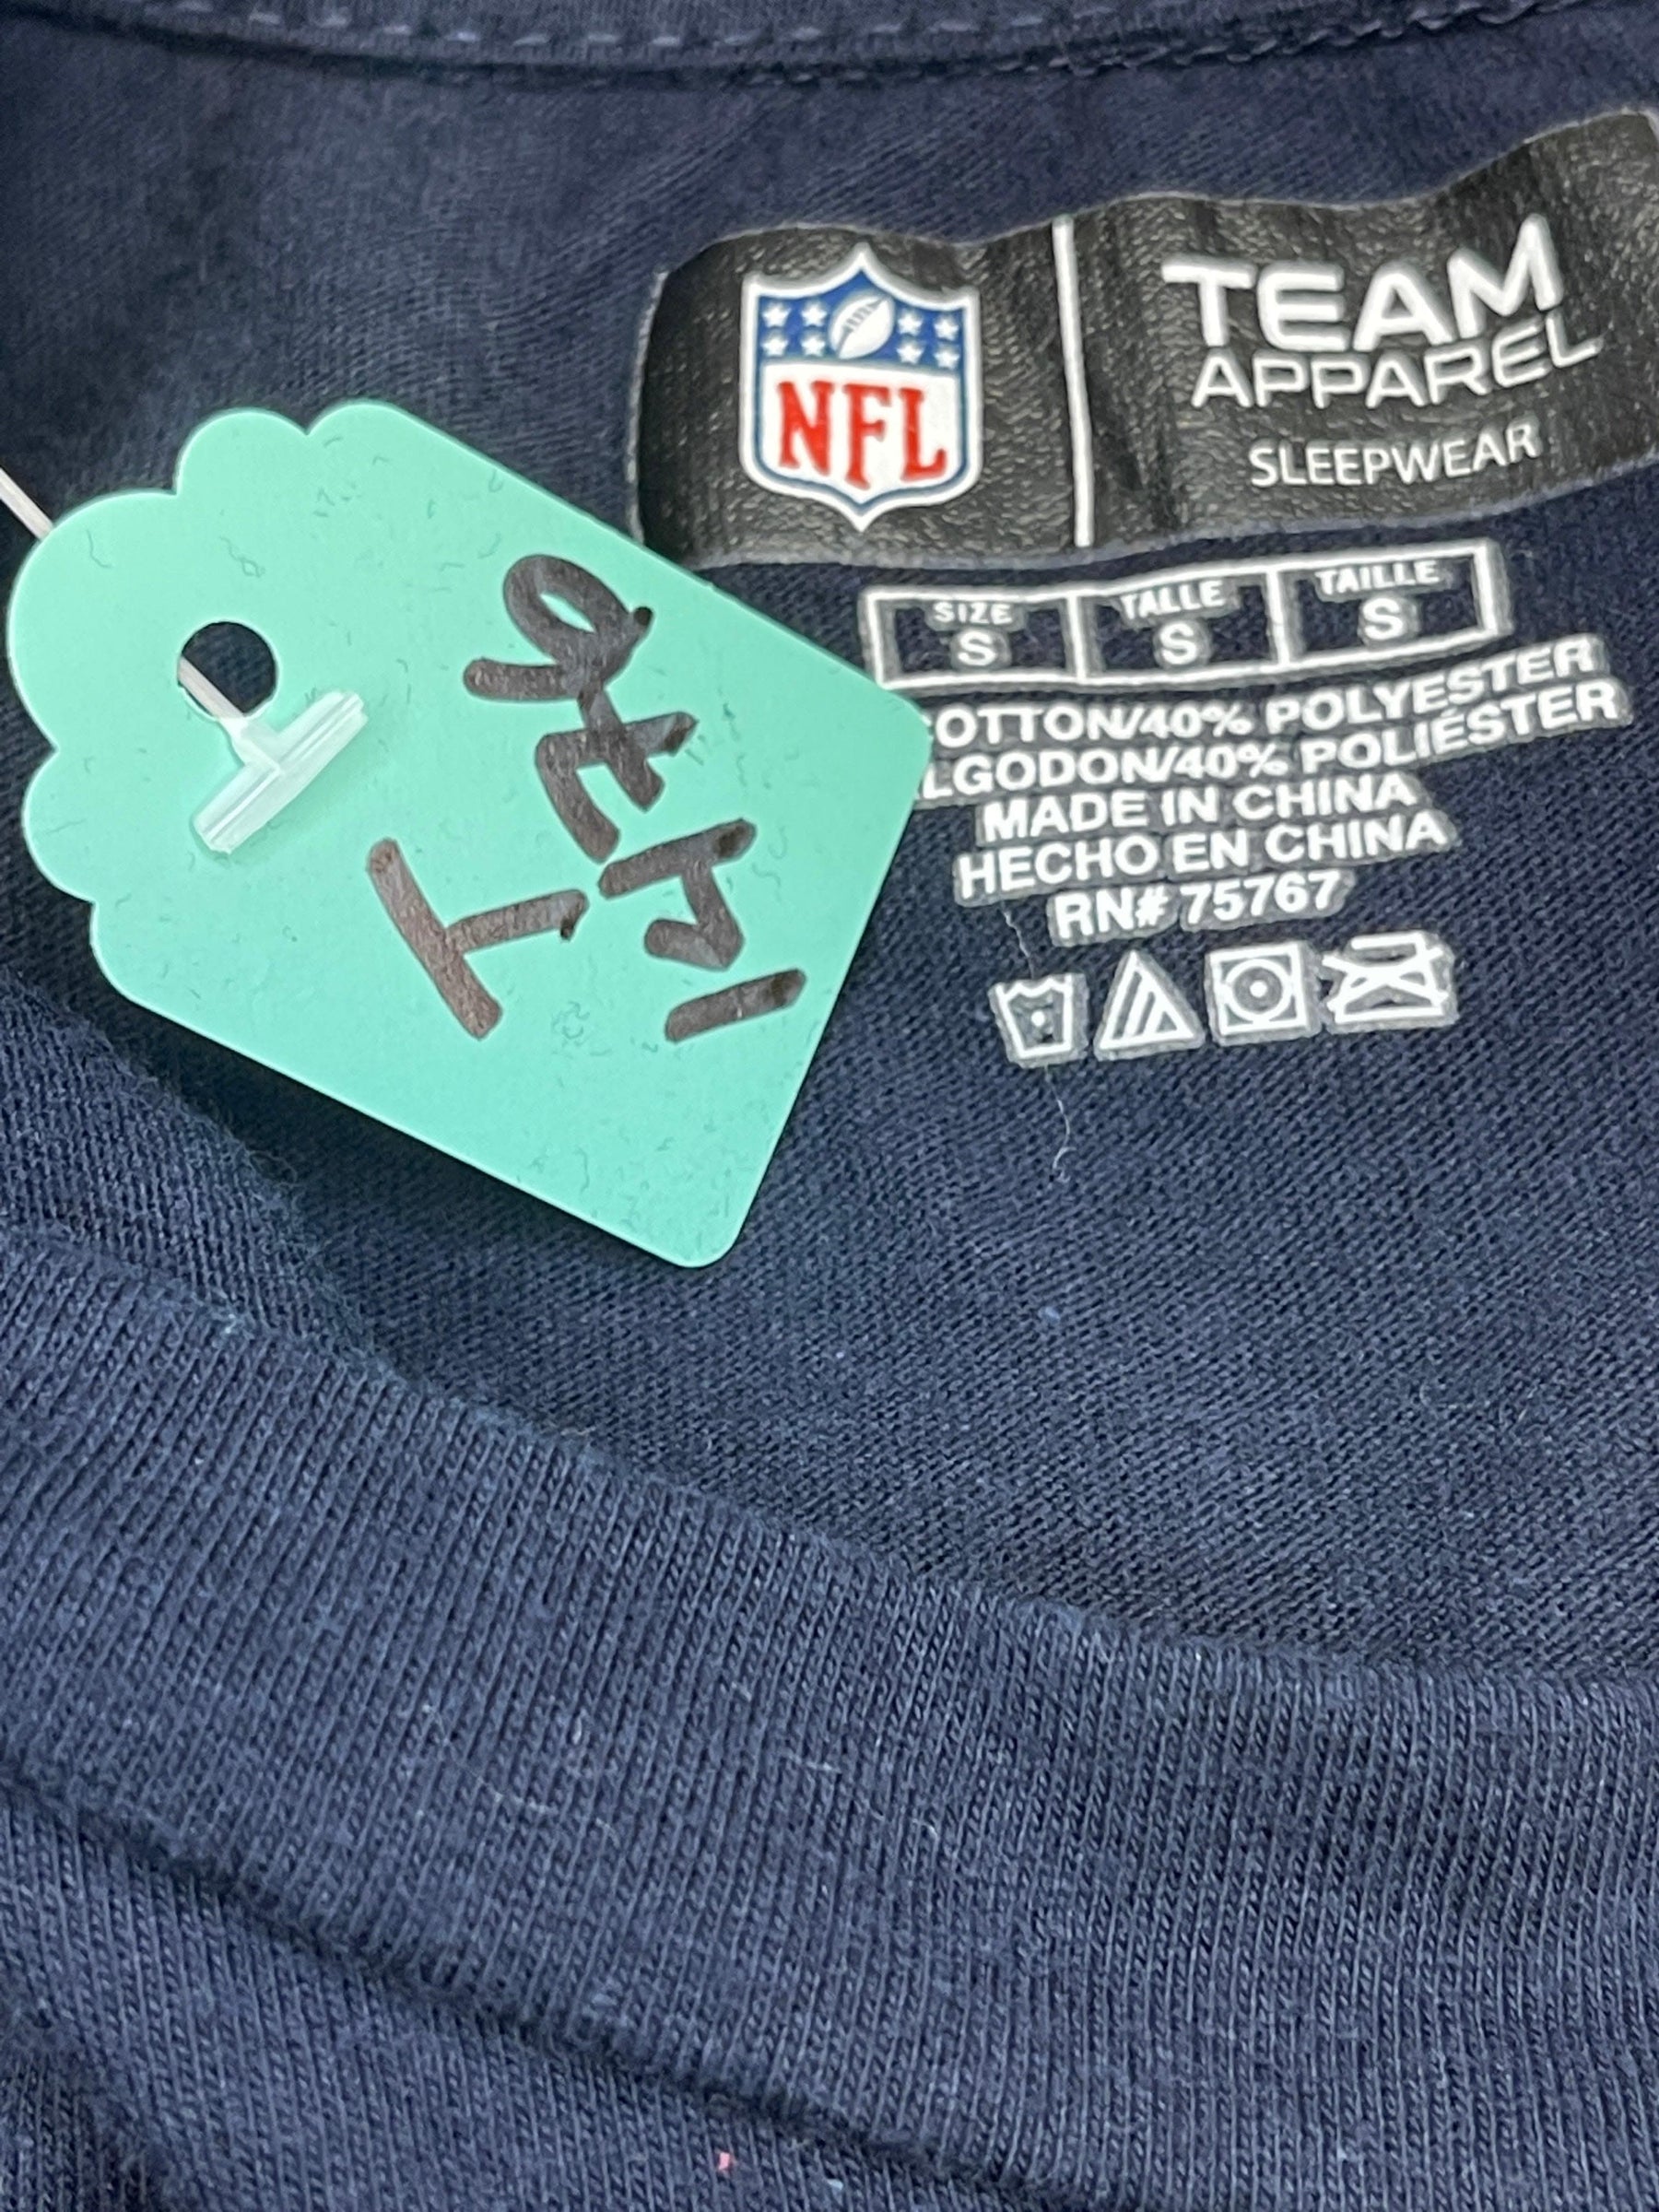 NFL
TEAM
APPAREL
SLEEPWEAR
SIZE TALLE TAILLE
S S S
OTTON/40% POLYESTER
LGODON/40% POLIÉSTER
MADE IN CHINA
HECHO EN CHINA
RN# 75767